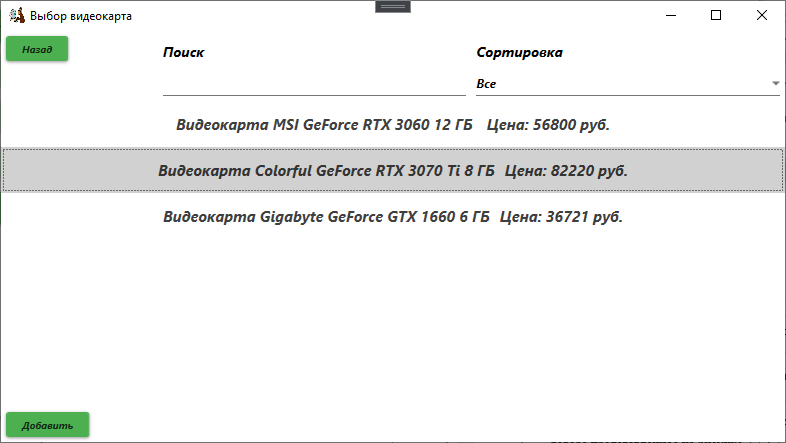 Выбор видеокарта
Назад
Поиск
Сортировка
Все
Видеокарта MSI GeForce RTX 3060 12 ГБ Цена: 56800 руб.
Видеокарта Colorful GeForce RTX 3070 Ti 8 ГБ Цена: 82220 руб.
Видеокарта Gigabyte GeForce GTX 1660 6 ГБ Цена: 36721 руб.
Добавить